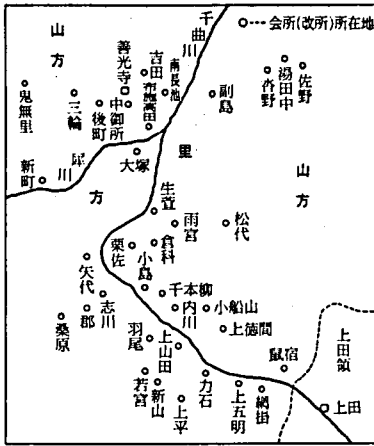 ○----会所(改所)所在地
千曲川
山方
善光寺
吉田
布施高田
南長池
鬼無里
三輪
後町
中御所
副島
沓野
湯田中
佐野
新町
犀川
大塚
里方
山方
生萱
雨宮
松代
粟佐
倉科
矢代
小島
千本柳
小船山
志川
郡
内川
上徳間
桑原
羽尾
上山田
鼠宿
上田領
若宮
新山
上平
力石
上五明
網掛
上田